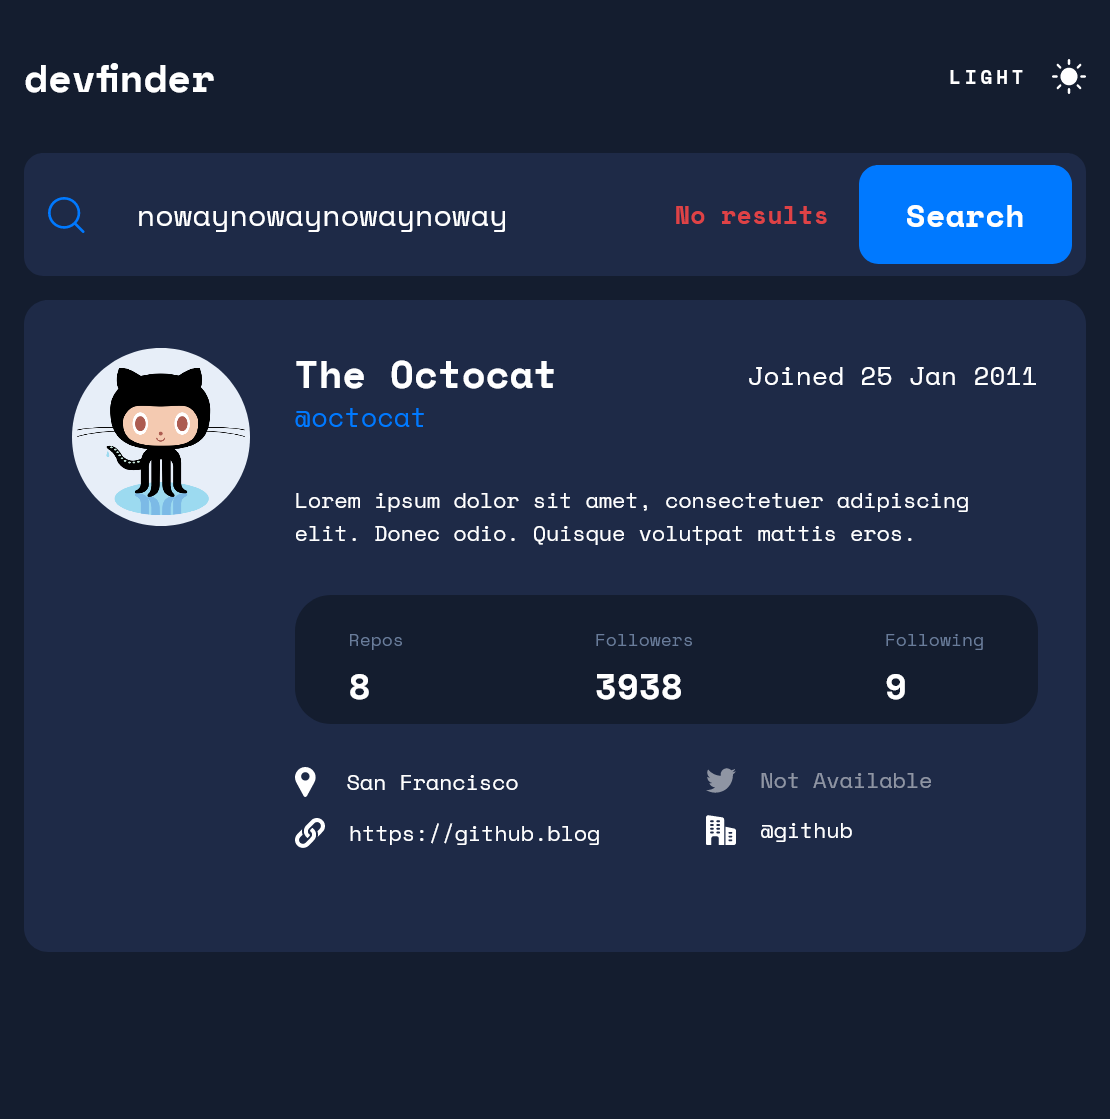 devfinder
LIGHT
nowaynowaynowaynoway
No results
Search
The Octocat
Joined 25 Jan 2011
@octocat
Lorem ipsum dolor sit amet, consectetuer adipiscing
elit. Donec odio. Quisque volutpat mattis eros.
Repos
Followers
Following
8
3938
9
San Francisco
Not Available
https://github.blog
@github